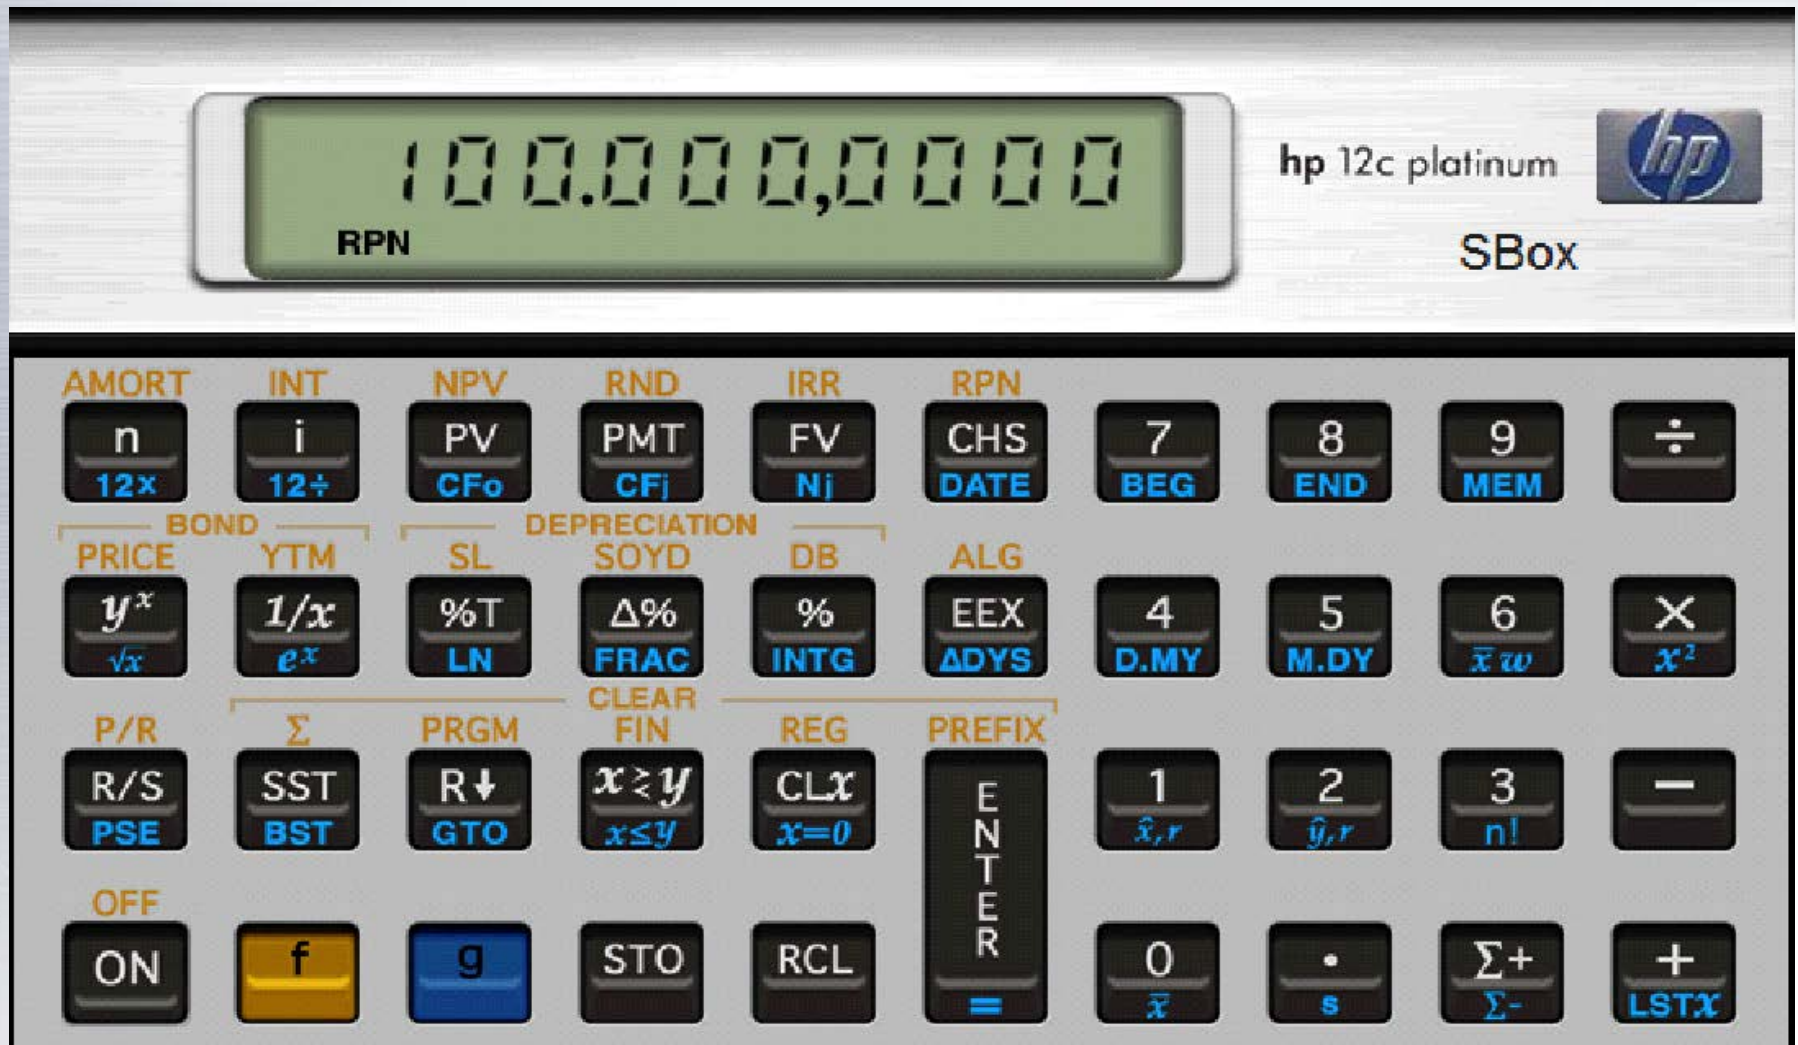 100.000,0000
RPN
hp 12c platinum
hp
SBox
AMORT INT NPV RND IRR RPN
n i PV PMT FV CHS 7 8 9 ÷
12x 12÷ CFo CFj Nj DATE BEG END MEM
BOND DEPRECIATION
PRICE YTM SL SOYD DB ALG
yˣ 1/x %T Δ% % EEX 4 5 6 ×
√x eˣ LN FRAC INTG ΔDYS D.MY M.DY x̅w x²
CLEAR
P/R Σ PRGM FIN REG PREFIX
R/S SST R↓ x≷y CLx ENTER 1 2 3 −
PSE BST GTO x≤y x=0 x̂,r ŷ,r n!
OFF
ON f g STO RCL 0 . Σ+ +
= x̅ s Σ- LSTx